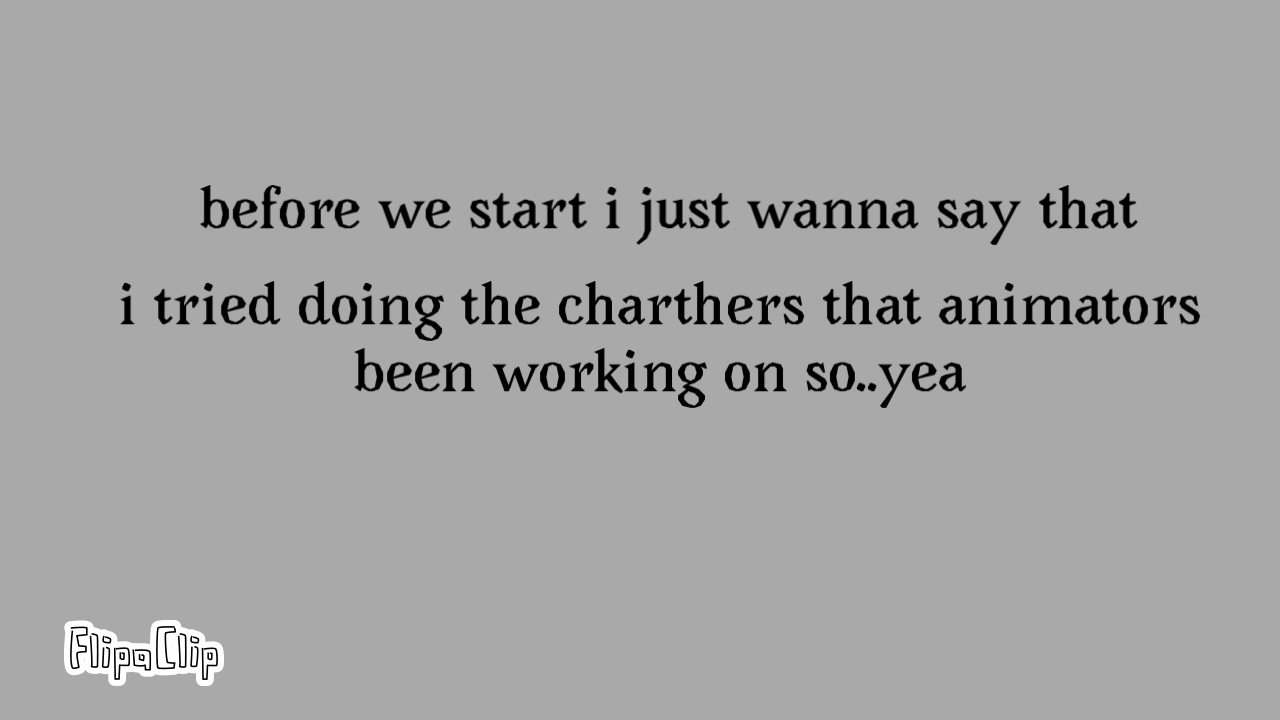 before we start i just wanna say that
i tried doing the charthers that animators
been working on so..yea
FlipaClip